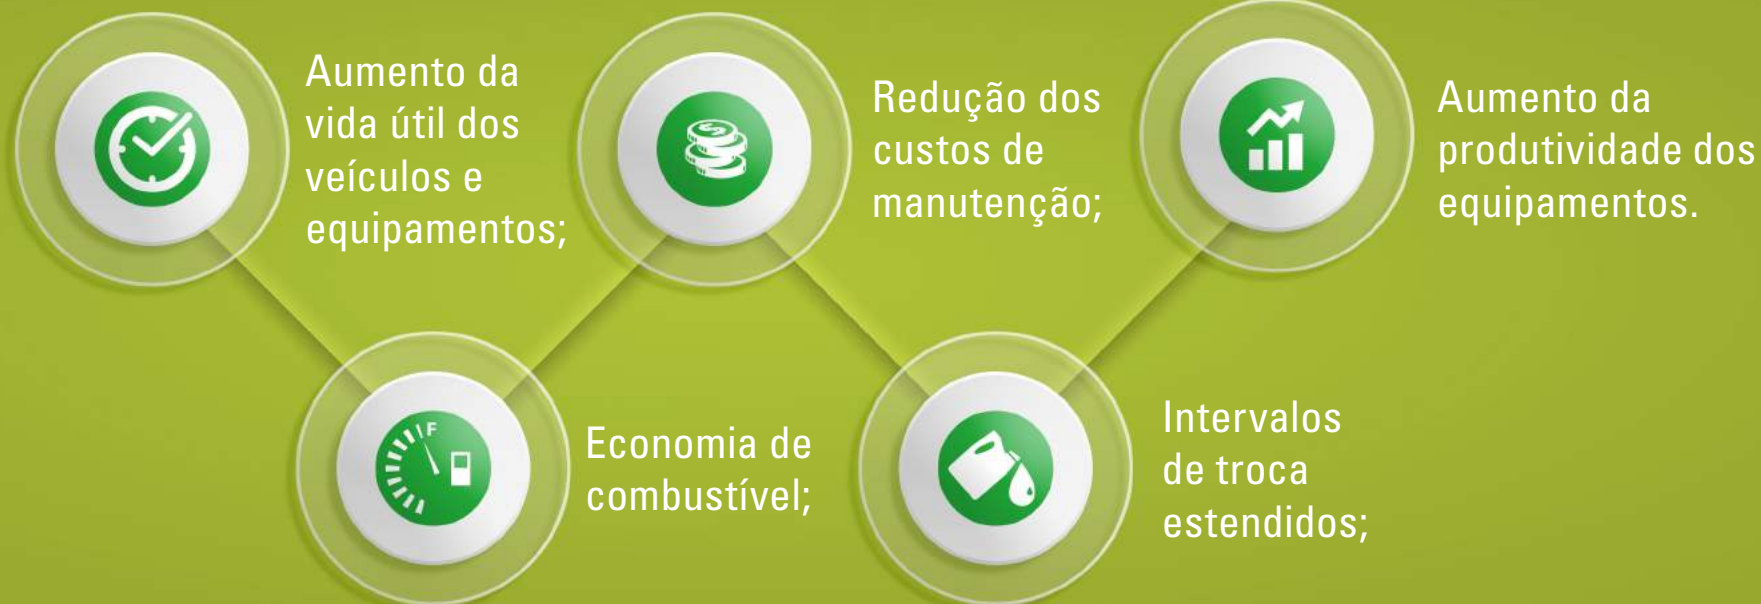 Aumento da
vida útil dos
veículos e
equipamentos;
F
Economia de
combustível;
$
Redução dos
custos de
manutenção;
Intervalos
de troca
estendidos;
Aumento da
produtividade dos
equipamentos.